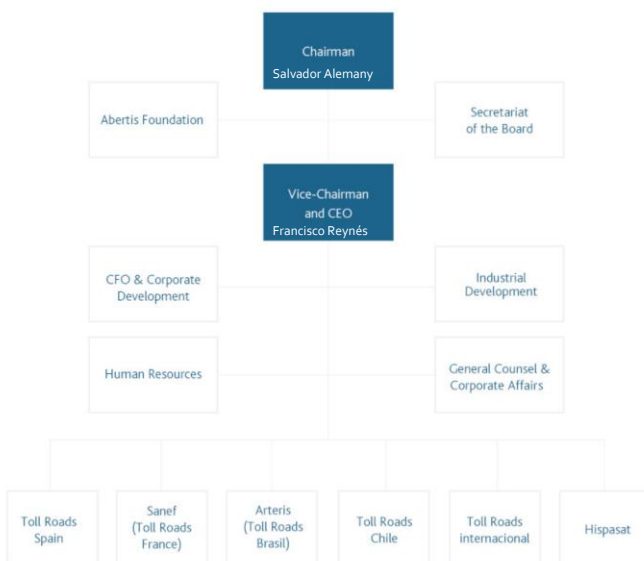 Chairman
Salvador Alemany
Abertis Foundation
Secretariat
of the Board
Vice-Chairman
and CEO
Francisco Reynés
CFO & Corporate
Development
Industrial
Development
Human Resources
General Counsel &
Corporate Affairs
Toll Roads
Spain
Sanef
(Toll Roads
France)
Arteris
(Toll Roads
Brasil)
Toll Roads
Chile
Toll Roads
internacional
Hispasat